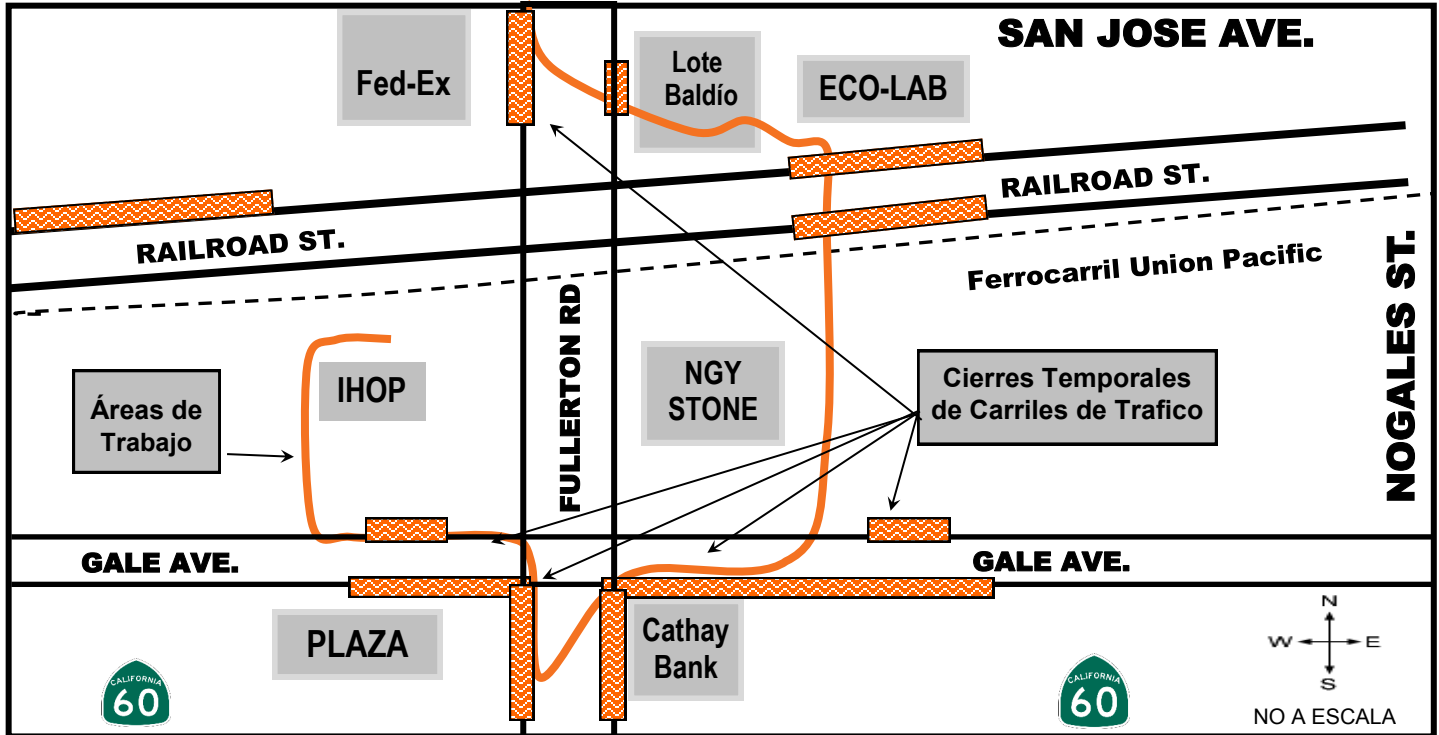 SAN JOSE AVE.
Fed-Ex
Lote
Baldío
ECO-LAB
RAILROAD ST.
RAILROAD ST.
Ferrocarril Union Pacific
NOGALES ST.
FULLERTON RD
IHOP
NGY
STONE
Áreas de
Trabajo
Cierres Temporales
de Carriles de Trafico
GALE AVE.
GALE AVE.
PLAZA
Cathay
Bank
CALIFORNIA
60
CALIFORNIA
60
N
W
E
S
NO A ESCALA